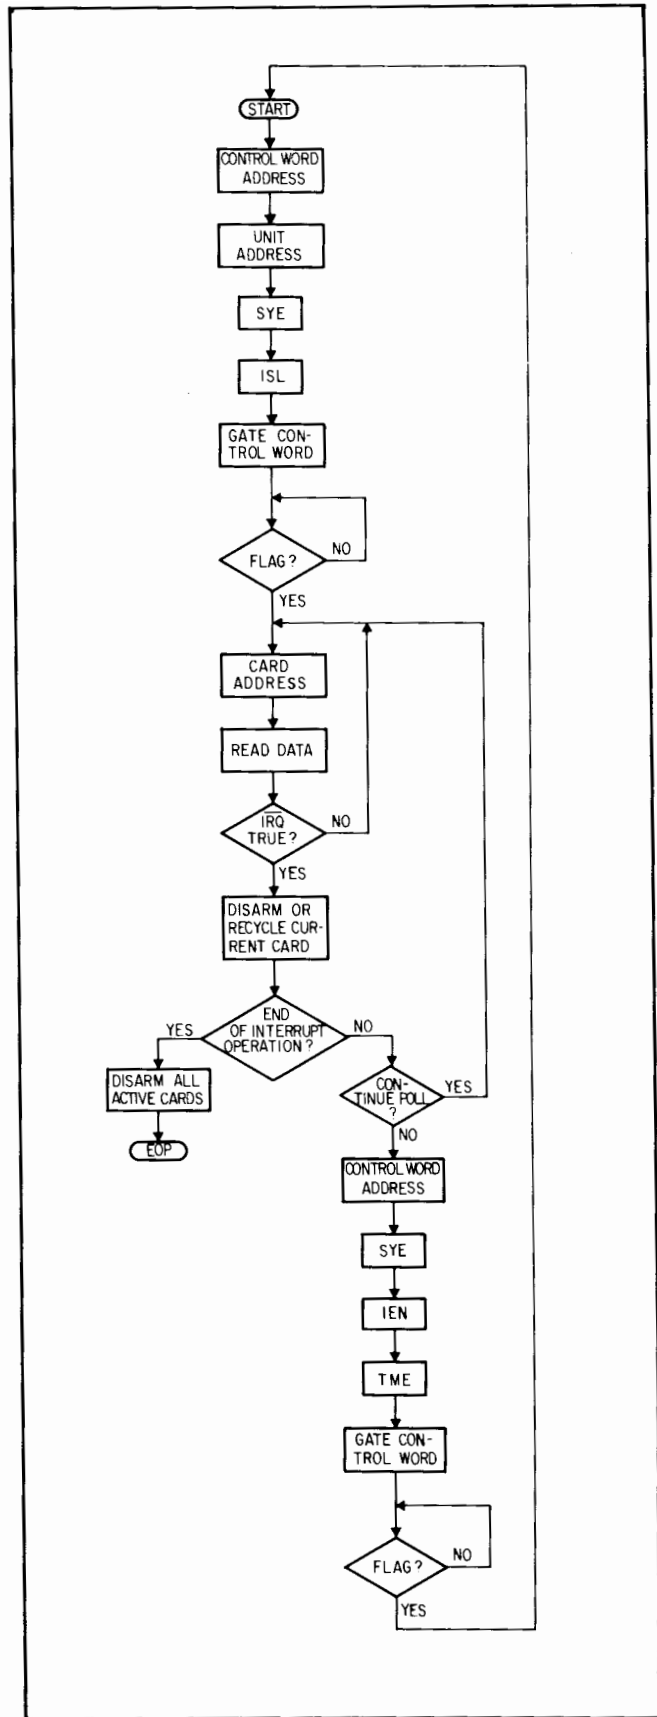 START
CONTROL WORD
ADDRESS
UNIT
ADDRESS
SYE
ISL
GATE CON-
TROL WORD
FLAG?
NO
YES
CARD
ADDRESS
READ DATA
I̅R̅Q̅
TRUE?
NO
YES
DISARM OR
RECYCLE CUR-
RENT CARD
END
OF INTERRUPT
OPERATION?
YES
NO
DISARM ALL
ACTIVE CARDS
EOP
CON-
TINUE POLL
?
YES
NO
CONTROL WORD
ADDRESS
SYE
IEN
TME
GATE CON-
TROL WORD
FLAG?
NO
YES